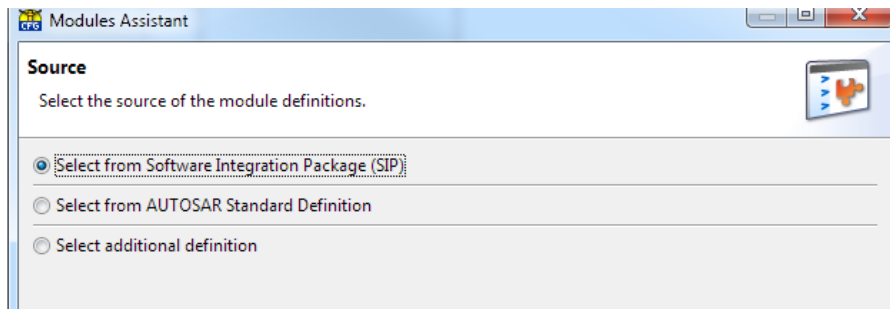 CFG Modules Assistant
Source
Select the source of the module definitions.
Select from Software Integration Package (SIP)
Select from AUTOSAR Standard Definition
Select additional definition